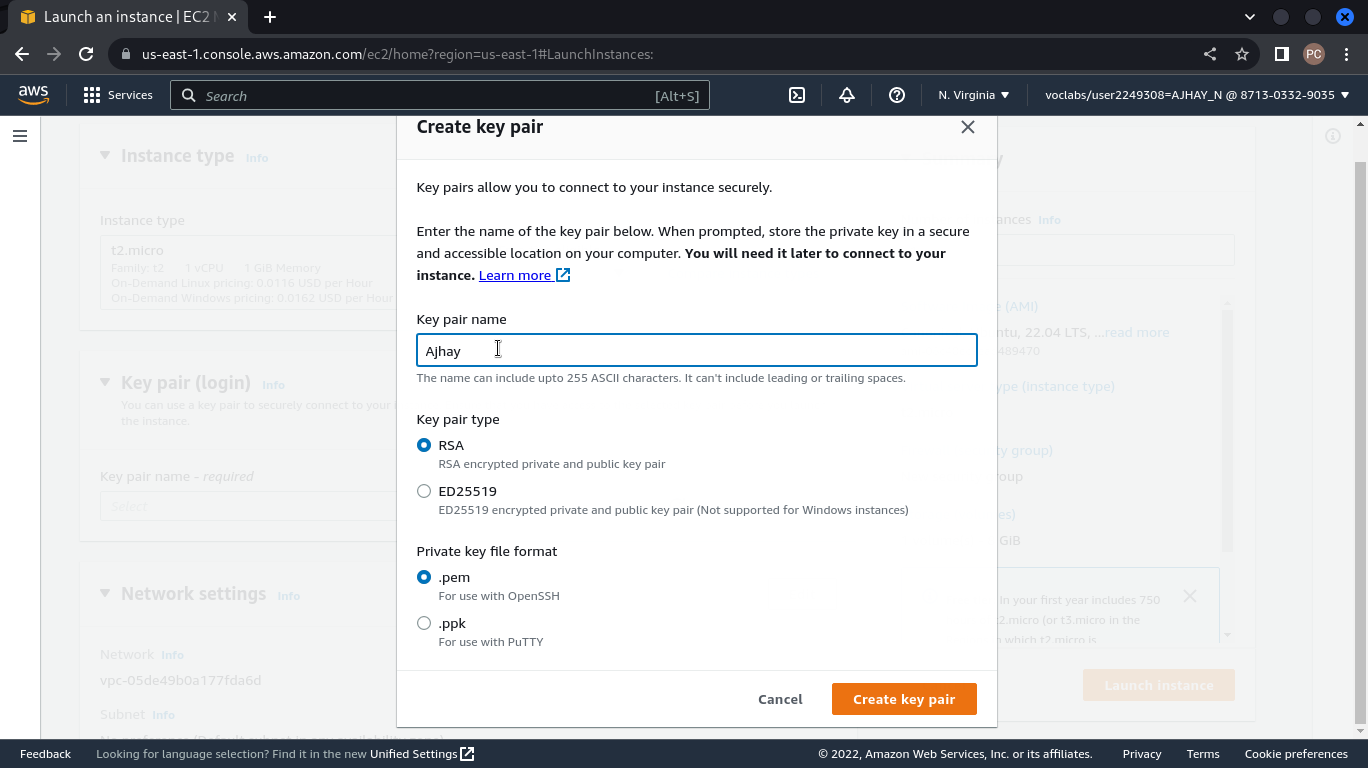 Launch an instance | EC2 M
us-east-1.console.aws.amazon.com/ec2/home?region=us-east-1#LaunchInstances:
PC
aws
Services
Search
[Alt+S]
N. Virginia
voclabs/user2249308=AJHAY_N @ 8713-0332-9035
Create key pair
Key pairs allow you to connect to your instance securely.
Enter the name of the key pair below. When prompted, store the private key in a secure
and accessible location on your computer. You will need it later to connect to your
instance. Learn more
Key pair name
Ajhay
The name can include upto 255 ASCII characters. It can't include leading or trailing spaces.
Key pair type
RSA
RSA encrypted private and public key pair
ED25519
ED25519 encrypted private and public key pair (Not supported for Windows instances)
Private key file format
.pem
For use with OpenSSH
.ppk
For use with PuTTY
Cancel
Create key pair
Instance type Info
Instance type
t2.micro
Family: t2 1 vCPU 1 GiB Memory
On-Demand Linux pricing: 0.0116 USD per Hour
On-Demand Windows pricing: 0.0162 USD per Hour
Key pair (login) Info
You can use a key pair to securely connect to your i
the instance.
Key pair name - required
Select
Network settings Info
Network Info
vpc-05de49b0a177fda6d
Subnet Info
No preference (Default subnet in any availability zone)
y
ances Info
e (AMI)
ntu, 22.04 LTS, ...read more
489470
ype (instance type)
ty group)
oup
es)
GiB
In your first year includes 750
2.micro (or t3.micro in the
n which t2.micro is
Launch instance
Feedback
Looking for language selection? Find it in the new Unified Settings
© 2022, Amazon Web Services, Inc. or its affiliates.
Privacy
Terms
Cookie preferences